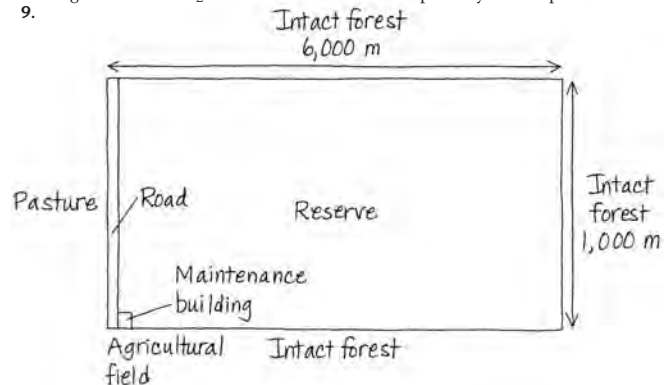 9.
Intact forest
6,000 m
Pasture
Road
Reserve
Intact
forest
1,000 m
Maintenance
building
Agricultural
field
Intact forest